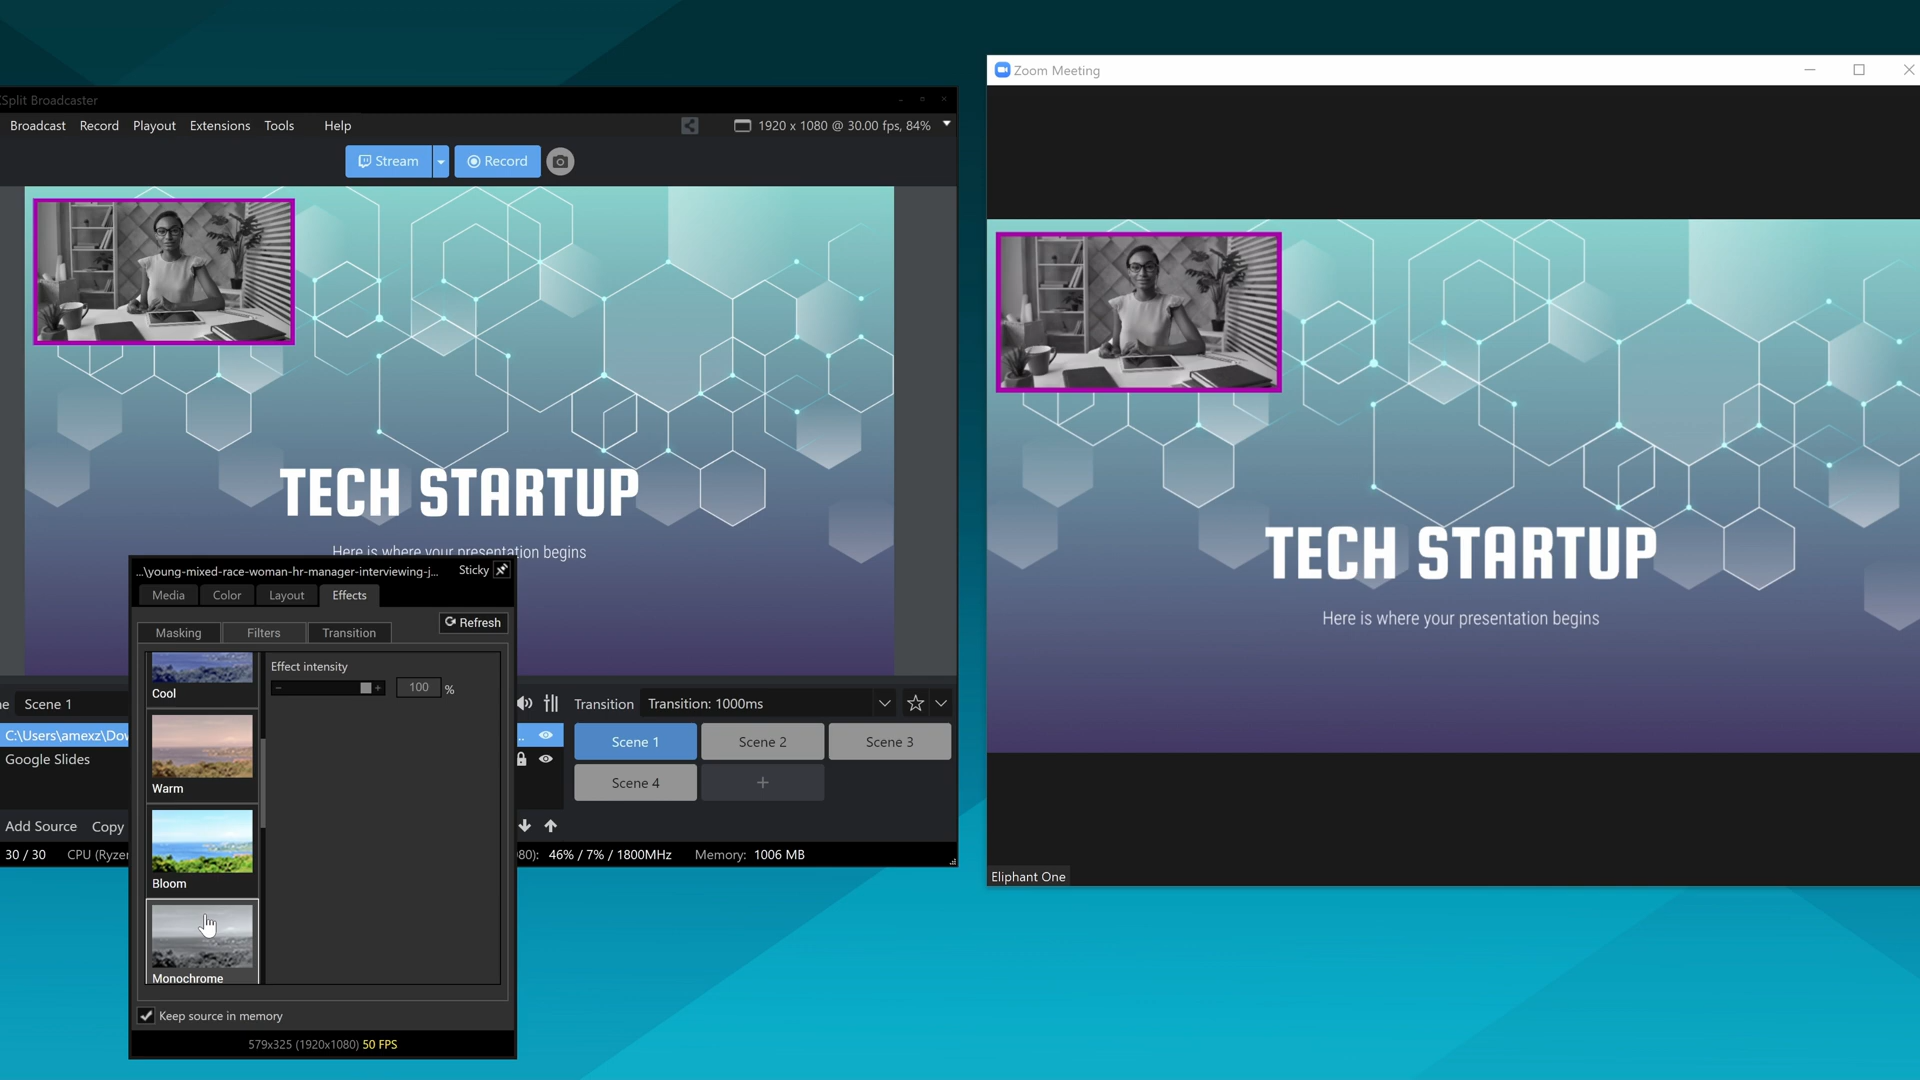 Split Broadcaster
Broadcast Record Playout Extensions Tools Help
1920 x 1080 @ 30.00 fps, 84%
Stream Record
TECH STARTUP
Here is where your presentation begins
...\young-mixed-race-woman-hr-manager-interviewing-j...
Sticky
Media Color Layout Effects
Refresh
Masking Filters Transition
Effect intensity
100 %
Cool
Warm
Bloom
Monochrome
Keep source in memory
579x325 (1920x1080) 50 FPS
Scene 1
C:\Users\amexz\Dov
..
Google Slides
Add Source Copy
30 / 30 CPU (Ryzen
80): 46% / 7% / 1800MHz Memory: 1006 MB
Transition Transition: 1000ms
Scene 1 Scene 2 Scene 3
Scene 4 +
Zoom Meeting
TECH STARTUP
Here is where your presentation begins
Eliphant One